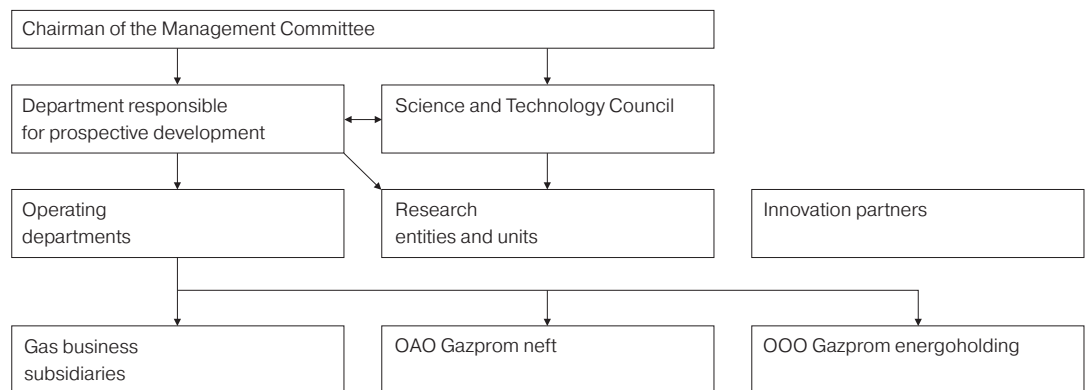 Chairman of the Management Committee
Department responsible
for prospective development
Science and Technology Council
Operating
departments
Research
entities and units
Innovation partners
Gas business
subsidiaries
OAO Gazprom neft
OOO Gazprom energoholding